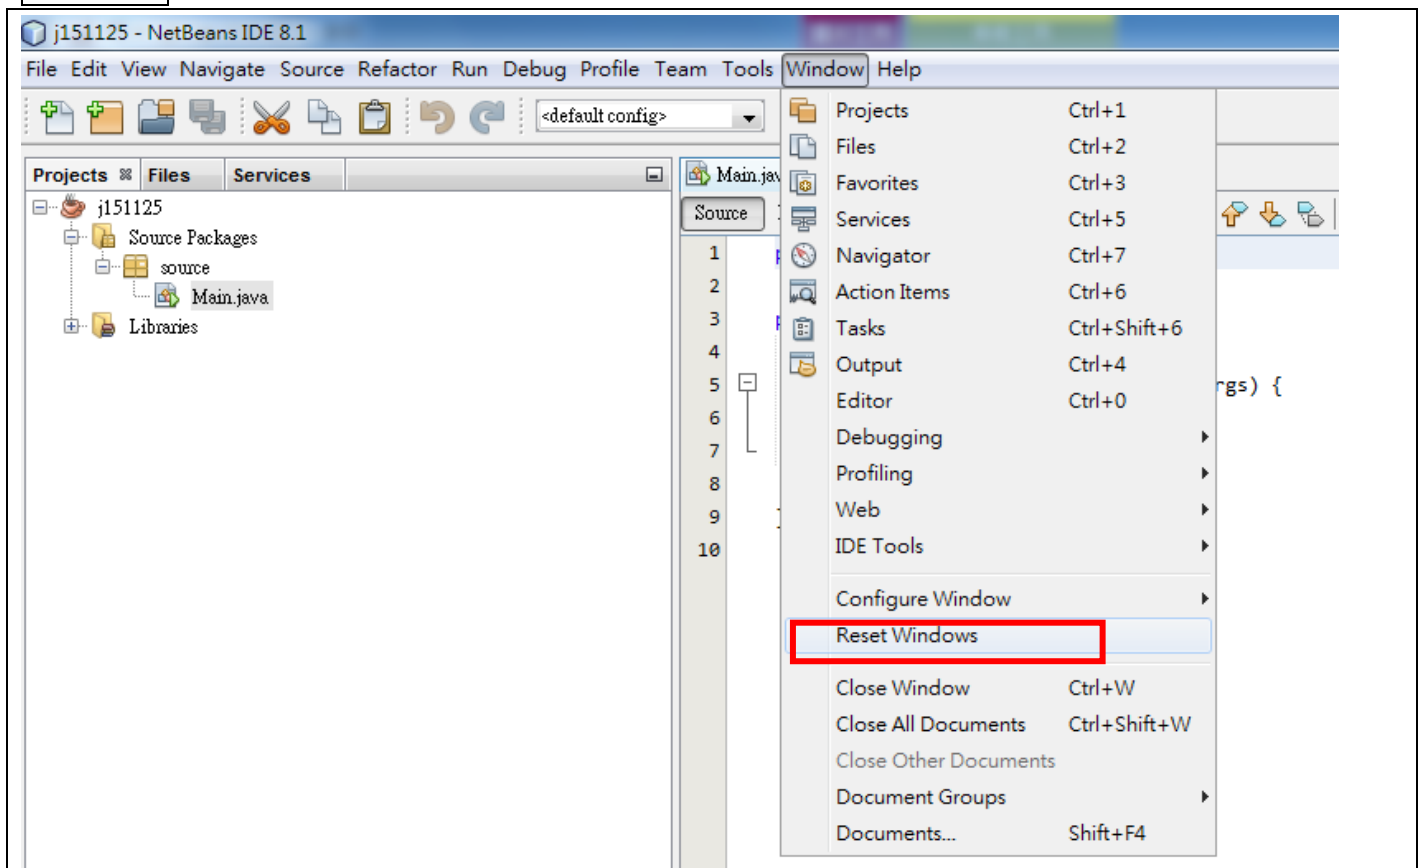 j151125 - NetBeans IDE 8.1
File Edit View Navigate Source Refactor Run Debug Profile Team Tools Window Help
<default config>
Projects Files Services
j151125
Source Packages
source
Main.java
Libraries
Main.jav
Source
1
2
3
4
5 rgs) {
6
7
8
9
10
Projects Ctrl+1
Files Ctrl+2
Favorites Ctrl+3
Services Ctrl+5
Navigator Ctrl+7
Action Items Ctrl+6
Tasks Ctrl+Shift+6
Output Ctrl+4
Editor Ctrl+0
Debugging
Profiling
Web
IDE Tools
Configure Window
Reset Windows
Close Window Ctrl+W
Close All Documents Ctrl+Shift+W
Close Other Documents
Document Groups
Documents... Shift+F4